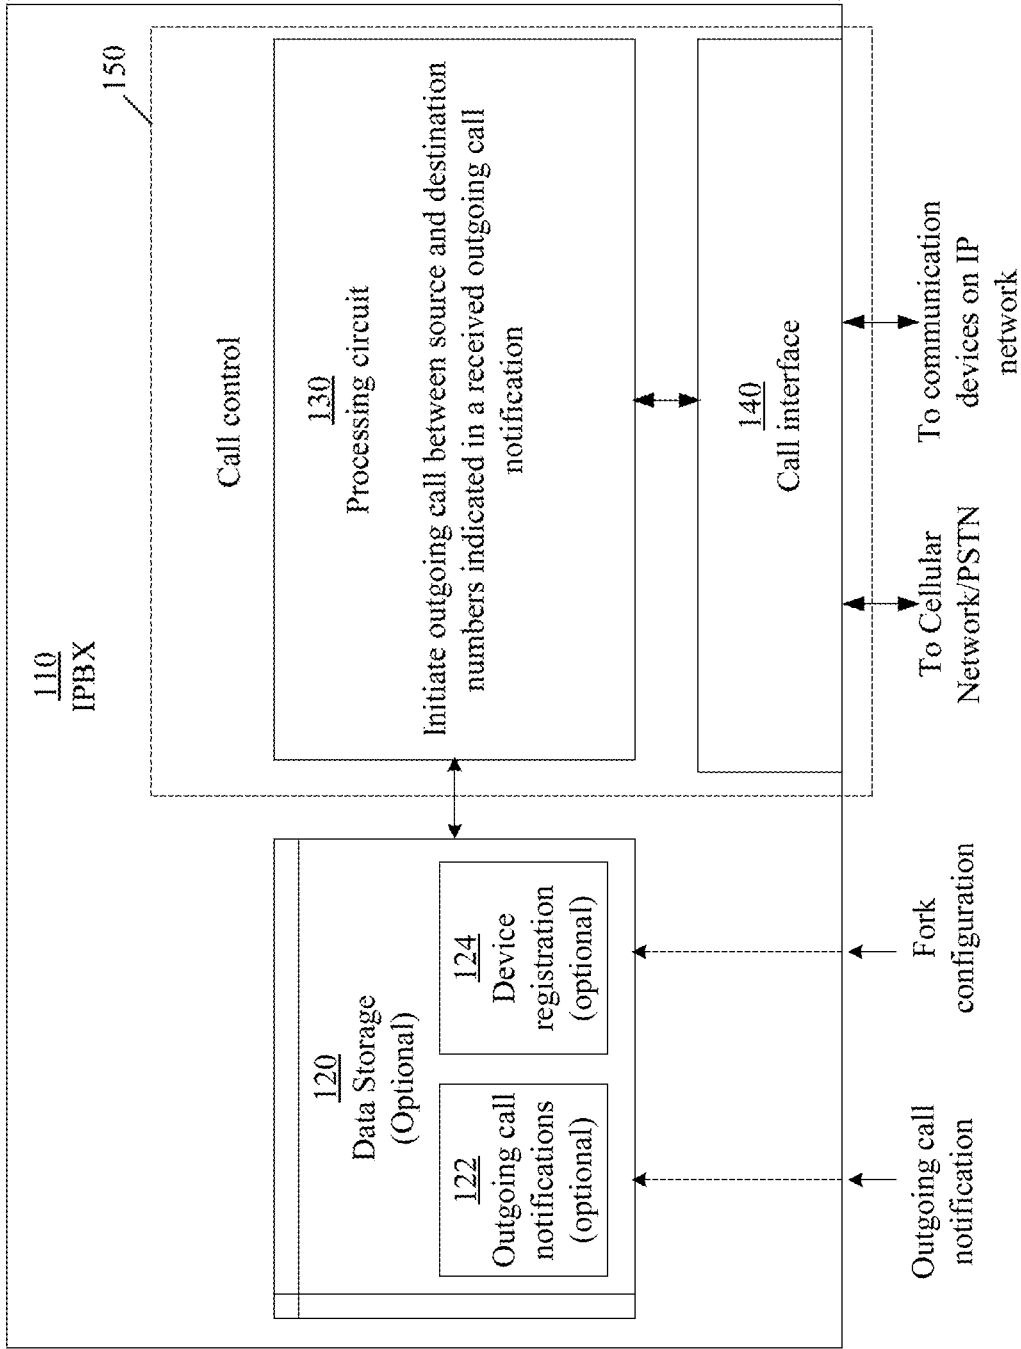 110
IPBX
150
Call control
120
Data Storage
(Optional)
122
Outgoing call
notifications
(optional)
124
Device
registration
(optional)
130
Processing circuit
Initiate outgoing call between source and destination
numbers indicated in a received outgoing call
notification
140
Call interface
Outgoing call
notification
Fork
configuration
To Cellular
Network/PSTN
To communication
devices on IP
network